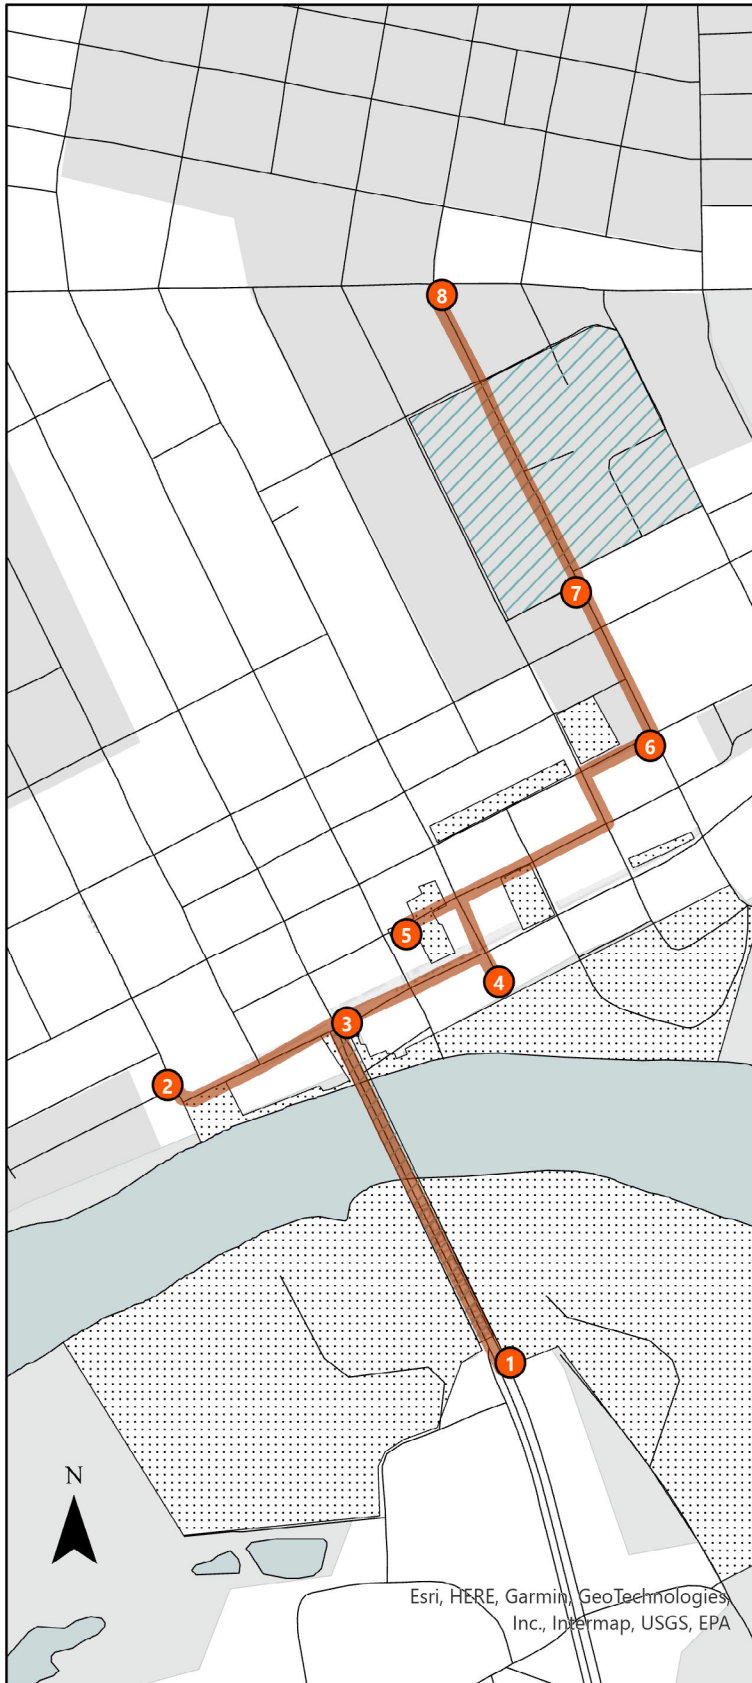 8
7
6
5
4
3
2
1
N
Esri, HERE, Garmin, GeoTechnologies,
Inc., Intermap, USGS, EPA